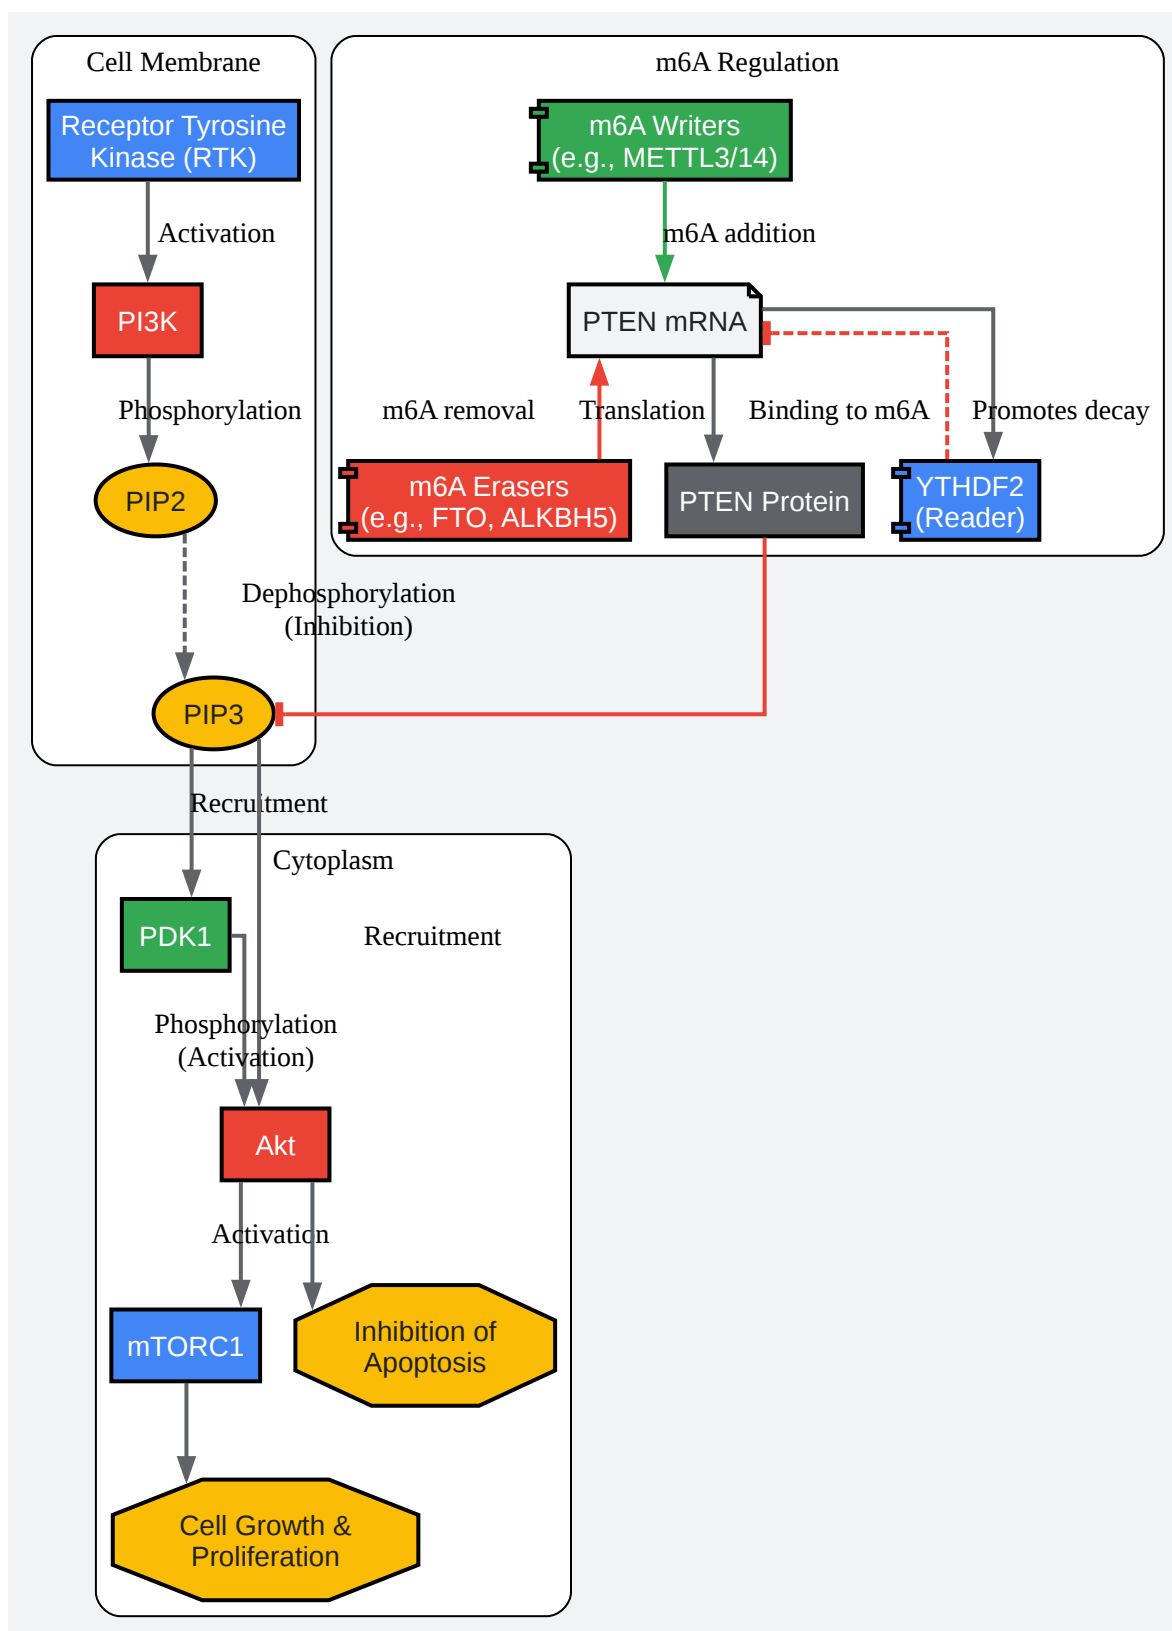 Cell Membrane
m6A Regulation
Receptor Tyrosine
Kinase (RTK)
m6A Writers
(e.g., METTL3/14)
Activation
m6A addition
PI3K
PTEN mRNA
Phosphorylation
m6A removal
Translation
Binding to m6A
Promotes decay
PIP2
m6A Erasers
(e.g., FTO, ALKBH5)
PTEN Protein
YTHDF2
(Reader)
Dephosphorylation
(Inhibition)
PIP3
Recruitment
Cytoplasm
PDK1
Recruitment
Phosphorylation
(Activation)
Akt
Activation
Inhibition of
Apoptosis
mTORC1
Cell Growth &
Proliferation